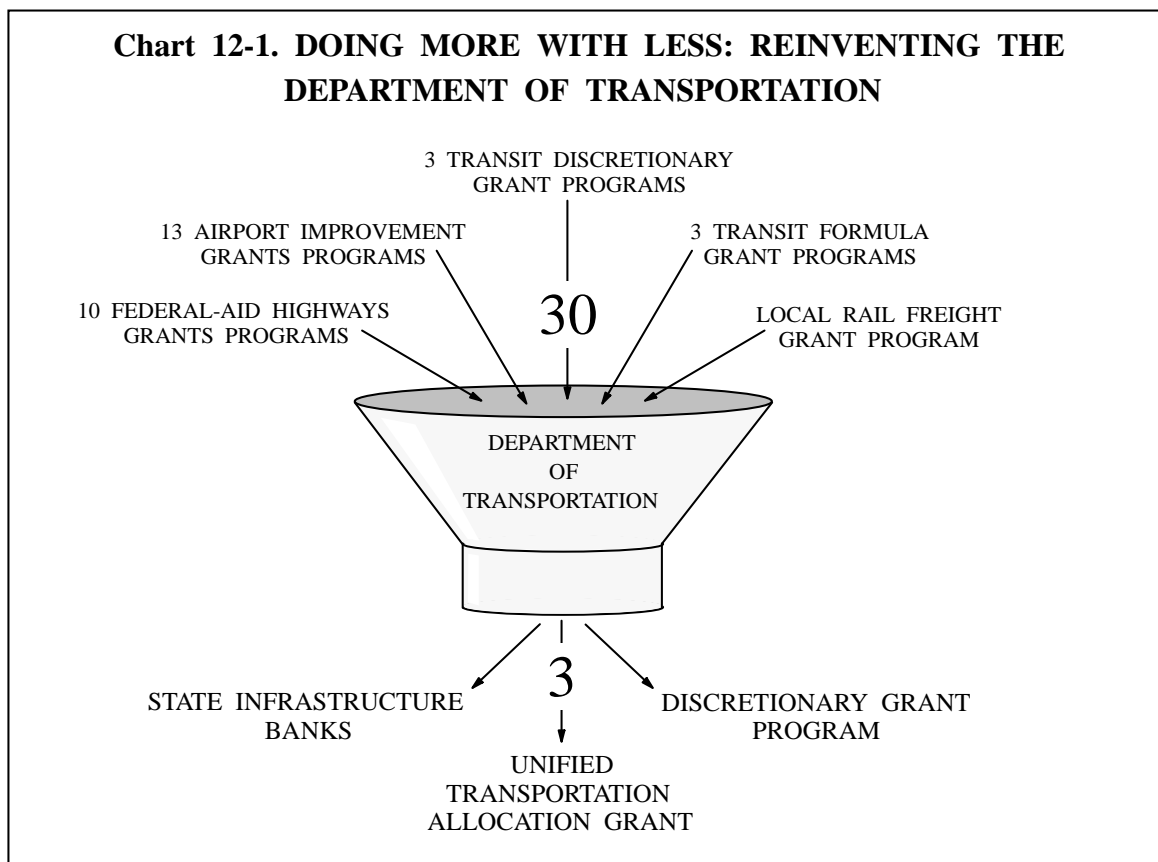 Chart 12-1. DOING MORE WITH LESS: REINVENTING THE
DEPARTMENT OF TRANSPORTATION
3 TRANSIT DISCRETIONARY
GRANT PROGRAMS
13 AIRPORT IMPROVEMENT
GRANTS PROGRAMS
3 TRANSIT FORMULA
GRANT PROGRAMS
10 FEDERAL-AID HIGHWAYS
GRANTS PROGRAMS
30
LOCAL RAIL FREIGHT
GRANT PROGRAM
DEPARTMENT
OF
TRANSPORTATION
3
STATE INFRASTRUCTURE
BANKS
DISCRETIONARY GRANT
PROGRAM
UNIFIED
TRANSPORTATION
ALLOCATION GRANT